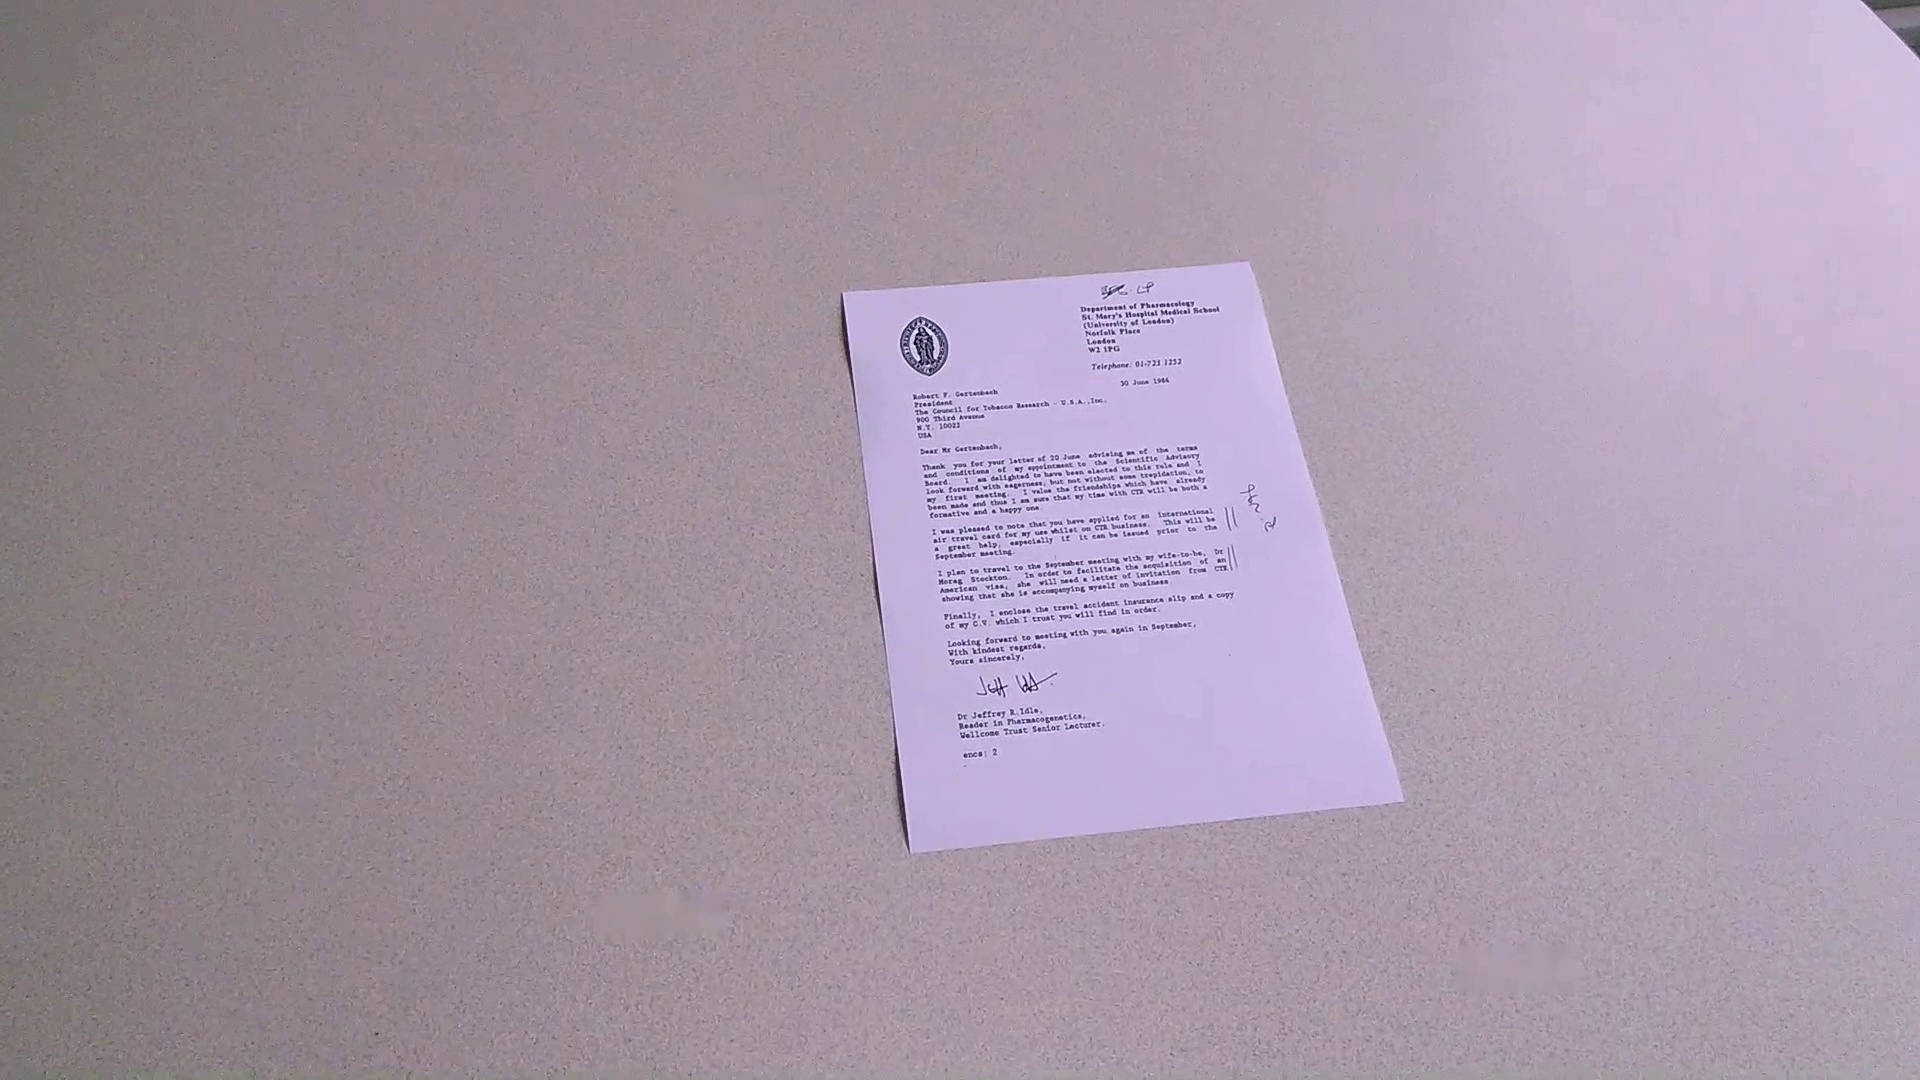 Department of Pharmacology
St. Mary's Hospital Medical School
(University of London)
Norfolk Place
London
W2 1PG
Telephone: 01-723 1252
30 June 1986
Robert F. Gertenbach
President
The Council for Tobacco Research - U.S.A.,Inc.
900 Third Avenue
N.Y. 10022
USA
Dear Mr Gertenbach,
Thank you for your letter of 20 June advising me of the terms
and conditions of my appointment to the Scientific Advisory
Board. I am delighted to have been elected to this role and I
look forward with eagerness, but not without some trepidation, to
my first meeting. I value the friendships which have already
been made and thus I am sure that my time with CTR will be both a
formative and a happy one.
I was pleased to note that you have applied for an international
air travel card for my use whilst on CTR business. This will be
a great help, especially if it can be issued prior to the
September meeting.
I plan to travel to the September meeting with my wife-to-be, Dr
Morag Stockton. In order to facilitate the acquisition of an
American visa, she will need a letter of invitation from CTR
showing that she is accompanying myself on business
Finally, I enclose the travel accident insurance slip and a copy
of my C.V. which I trust you will find in order.
Looking forward to meeting with you again in September,
With kindest regards,
Yours sincerely,
Dr Jeffrey R.Idle,
Reader in Pharmacogenetics,
Wellcome Trust Senior Lecturer.
encs: 2